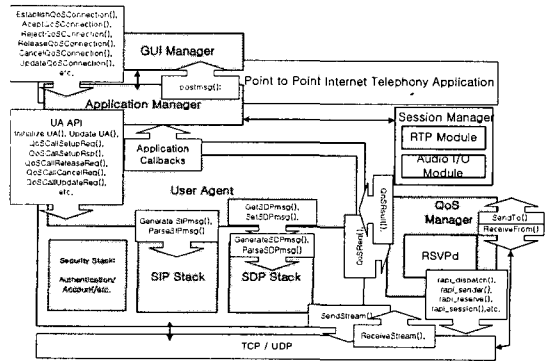 EstablishQoSConnection(),
AceptQoSConnection(),
RejectQoSConnection(),
ReleaseQoSConnection(),
CancelQoSConnection(),
UpdateQoSConnection(),
etc.
GUI Manager
postmsg();
Point to Point Internet Telephony Application
Application Manager
UA API
Initialize UA(), Update UA(),
QoSCallSetupReq(),
QoSCallSetupRsp(),
QoSCallReleaseReq(),
QoSCallCancelReq(),
QoSCallUpdateReq(),
etc.
Application
Callbacks
Session Manager
RTP Module
Audio I/O
Module
User Agent
GetSDPmsg(),
SetSDPmsg(),
Generate SIPmsg(),
ParseSIPmsg(),
GenerateSDPmsg(),
ParseSDPmsg(),
Security Stack:
Authentication/
Account/etc.
SIP Stack
SDP Stack
QoS
Manager
SendTo(),
ReceiveFrom(),
RSVPd
rapi_dispatch(),
rapi_sender(),
rapi_reserve(),
rapi_session(),etc.
SendStream(),
ReceiveStream(),
TCP / UDP